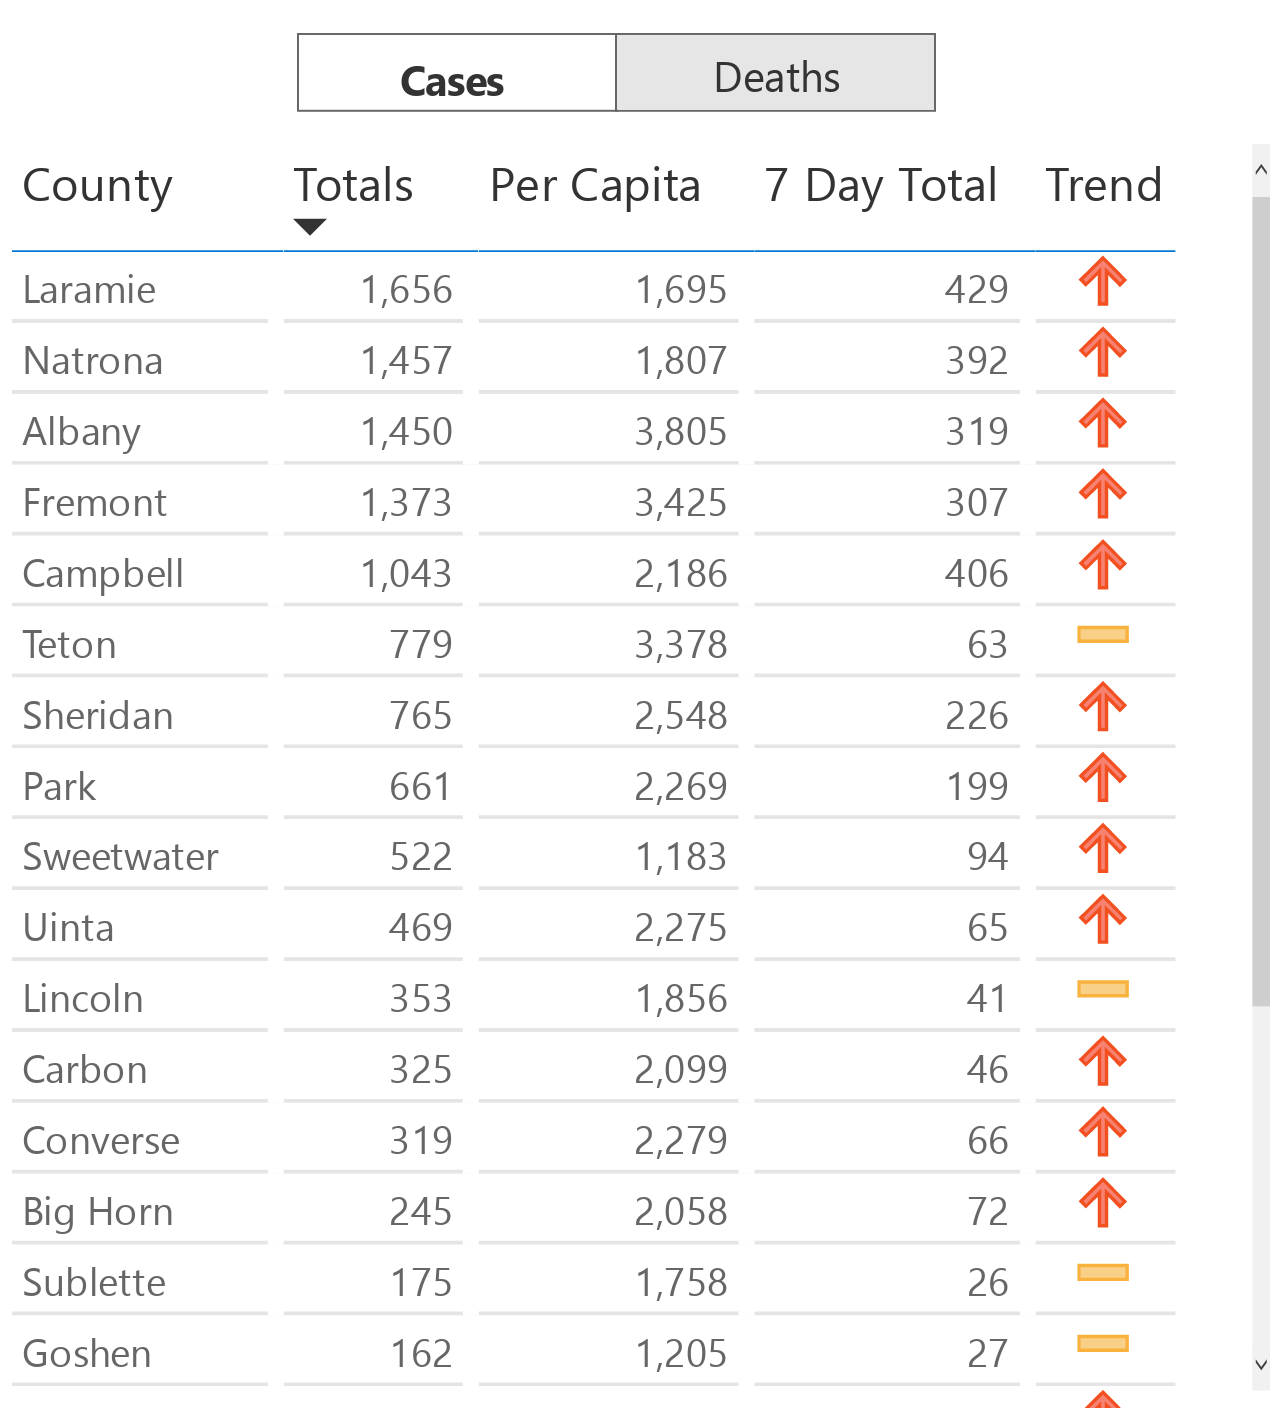 Cases Deaths
County Totals Per Capita 7 Day Total Trend
Laramie 1,656 1,695 429
Natrona 1,457 1,807 392
Albany 1,450 3,805 319
Fremont 1,373 3,425 307
Campbell 1,043 2,186 406
Teton 779 3,378 63
Sheridan 765 2,548 226
Park 661 2,269 199
Sweetwater 522 1,183 94
Uinta 469 2,275 65
Lincoln 353 1,856 41
Carbon 325 2,099 46
Converse 319 2,279 66
Big Horn 245 2,058 72
Sublette 175 1,758 26
Goshen 162 1,205 27